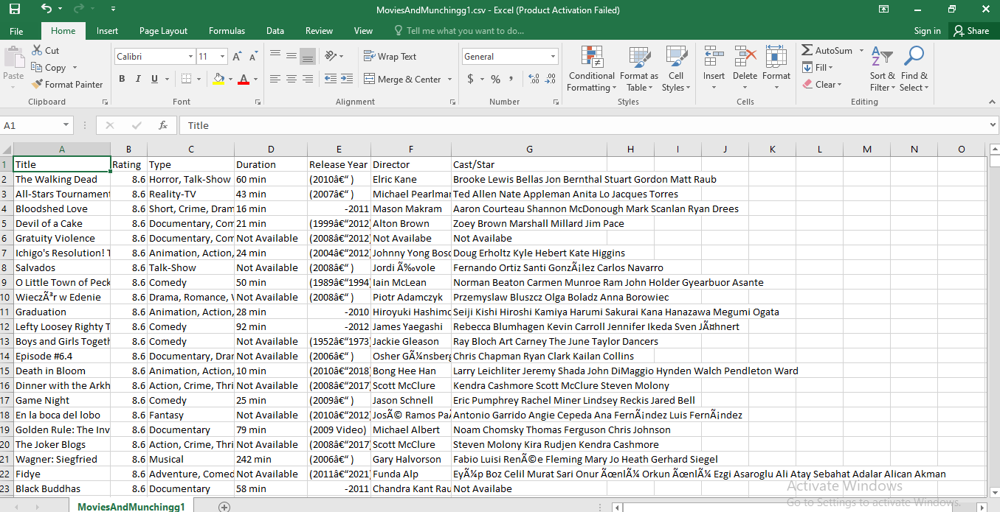 MoviesAndMunchingg1.csv - Excel (Product Activation Failed)
File Home Insert Page Layout Formulas Data Review View Tell me what you want to do... Sign in Share
Cut
Copy
Format Painter
Paste
Clipboard
Calibri 11
B I U
Font
Wrap Text
Merge & Center
Alignment
General
$ % ,
Number
Conditional Formatting
Format as Table
Cell Styles
Styles
Insert Delete Format
Cells
AutoSum
Fill
Clear
Sort & Filter
Find & Select
Editing
A1 fx Title
A B C D E F G H I J K L M N O
1 Title Rating Type Duration Release Year Director Cast/Star
2 The Walking Dead 8.6 Horror, Talk-Show 60 min (2010â€“ ) Elric Kane Brooke Lewis Bellas Jon Bernthal Stuart Gordon Matt Raub
3 All-Stars Tournament 8.6 Reality-TV 43 min (2007â€“ ) Michael Pearlman Ted Allen Nate Appleman Anita Lo Jacques Torres
4 Bloodshed Love 8.6 Short, Crime, Dram 16 min -2011 Mason Makram Aaron Courteau Shannon McDonough Mark Scanlan Ryan Drees
5 Devil of a Cake 8.6 Documentary, Com 21 min (1999â€“2012) Alton Brown Zoey Brown Marshall Millard Jim Pace
6 Gratuity Violence 8.6 Documentary, Com Not Available (2008â€“2012) Not Availabe Not Availabe
7 Ichigo's Resolution! T 8.6 Animation, Action, 24 min (2004â€“2012) Johnny Yong Bosc Doug Erholtz Kyle Hebert Kate Higgins
8 Salvados 8.6 Talk-Show Not Available (2008â€“ ) Jordi Ã‰vole Fernando Ortiz Santi GonzÃ¡lez Carlos Navarro
9 O Little Town of Peck 8.6 Comedy 50 min (1989â€“1994) Iain McLean Norman Beaton Carmen Munroe Ram John Holder Gyearbuor Asante
10 WieczÃ³r w Edenie 8.6 Drama, Romance, Not Available (2008â€“ ) Piotr Adamczyk Przemyslaw Bluszcz Olga Boladz Anna Borowiec
11 Graduation 8.6 Animation, Action, 28 min -2010 Hiroyuki Hashimo Seiji Kishi Hiroshi Kamiya Harumi Sakurai Kana Hanazawa Megumi Ogata
12 Lefty Loosey Righty T 8.6 Comedy 92 min -2012 James Yaegashi Rebecca Blumhagen Kevin Carroll Jennifer Ikeda Sven JÃ¤hnert
13 Boys and Girls Togeth 8.6 Comedy Not Available (1952â€“1973) Jackie Gleason Ray Bloch Art Carney The June Taylor Dancers
14 Episode #6.4 8.6 Documentary, Drar Not Available (2006â€“ ) Osher GÃ¼nsberg Chris Chapman Ryan Clark Kailan Collins
15 Death in Bloom 8.6 Animation, Action, 10 min (2010â€“2018) Bong Hee Han Larry Leichliter Jeremy Shada John DiMaggio Hynden Walch Pendleton Ward
16 Dinner with the Arkh 8.6 Action, Crime, Thri Not Available (2008â€“2017) Scott McClure Kendra Cashmore Scott McClure Steven Molony
17 Game Night 8.6 Comedy 25 min (2009â€“ ) Jason Schnell Eric Pumphrey Rachel Miner Lindsey Reckis Jared Bell
18 En la boca del lobo 8.6 Fantasy Not Available (2010â€“2012) JosÃ© Ramos PaÃ Antonio Garrido Angie Cepeda Ana FernÃ¡ndez Luis FernÃ¡ndez
19 Golden Rule: The Inv 8.6 Documentary 79 min (2009 Video) Michael Albert Noam Chomsky Thomas Ferguson Chris Johnson
20 The Joker Blogs 8.6 Action, Crime, Thri Not Available (2008â€“2017) Scott McClure Steven Molony Kira Rudjen Kendra Cashmore
21 Wagner: Siegfried 8.6 Musical 242 min (2006â€“ ) Gary Halvorson Fabio Luisi RenÃ©e Fleming Mary Jo Heath Gerhard Siegel
22 Fidye 8.6 Adventure, Comed Not Available (2011â€“2021) Funda Alp EyÃ¼p Boz Celil Murat Sari Onur ÃœnlÃ¼ Orkun ÃœnlÃ¼ Ezgi Asaroglu Ali Atay Sebahat Adalar Alican Akman
23 Black Buddhas 8.6 Documentary 58 min -2011 Chandra Kant Rau Not Availabe
Activate Windows
Go to Settings to activate Windows.
MoviesAndMunchingg1